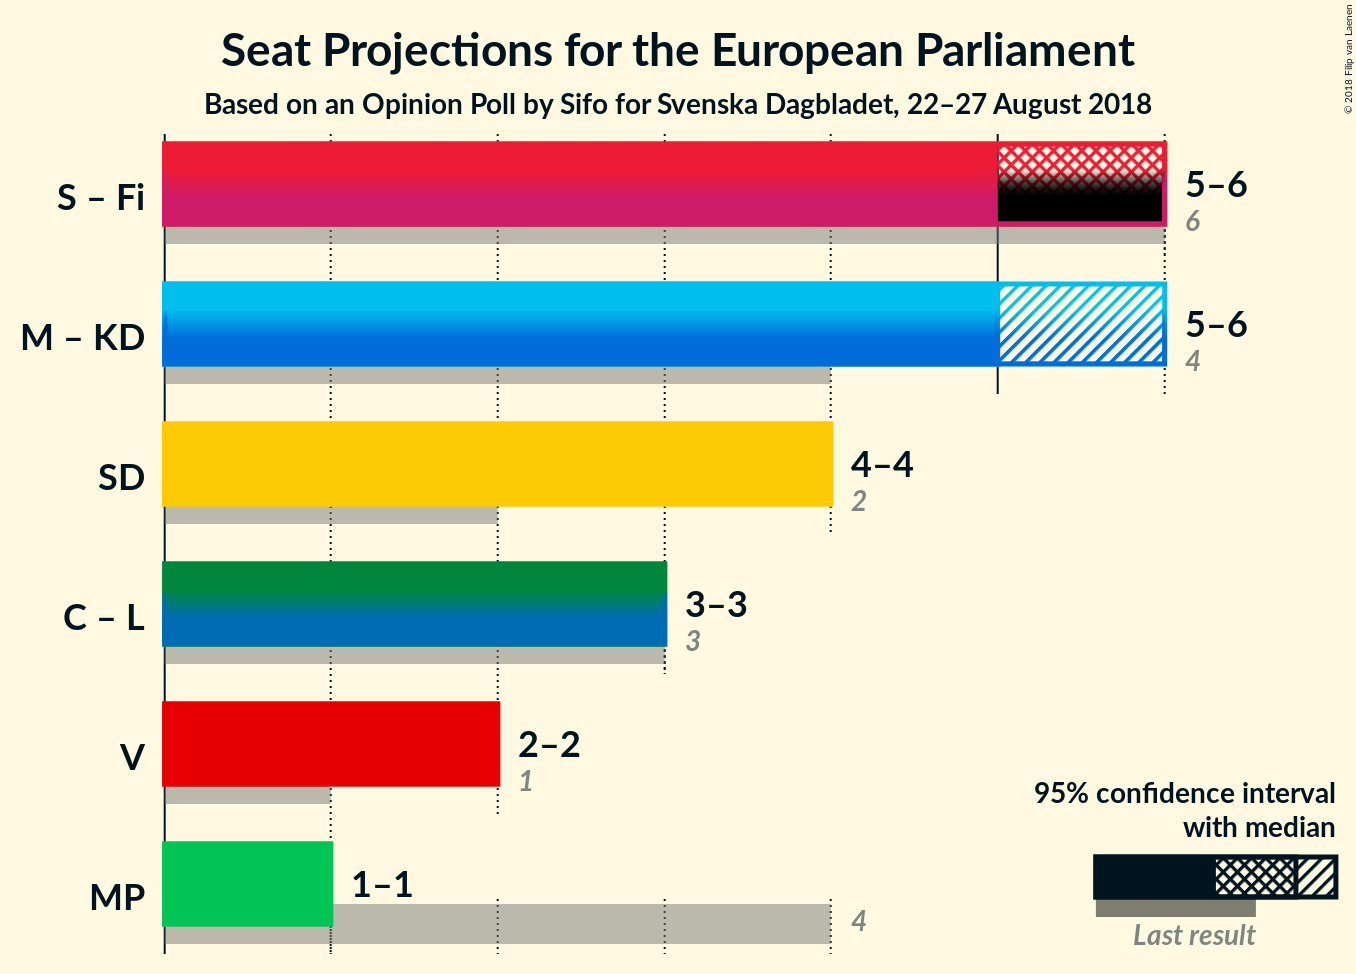 Seat Projections for the European Parliament
Based on an Opinion Poll by Sifo for Svenska Dagbladet, 22–27 August 2018
© 2018 Filip van Laenen
S – Fi
5–6
6
M – KD
5–6
4
SD
4–4
2
C – L
3–3
3
V
2–2
1
MP
1–1
4
95% confidence interval
with median
Last result